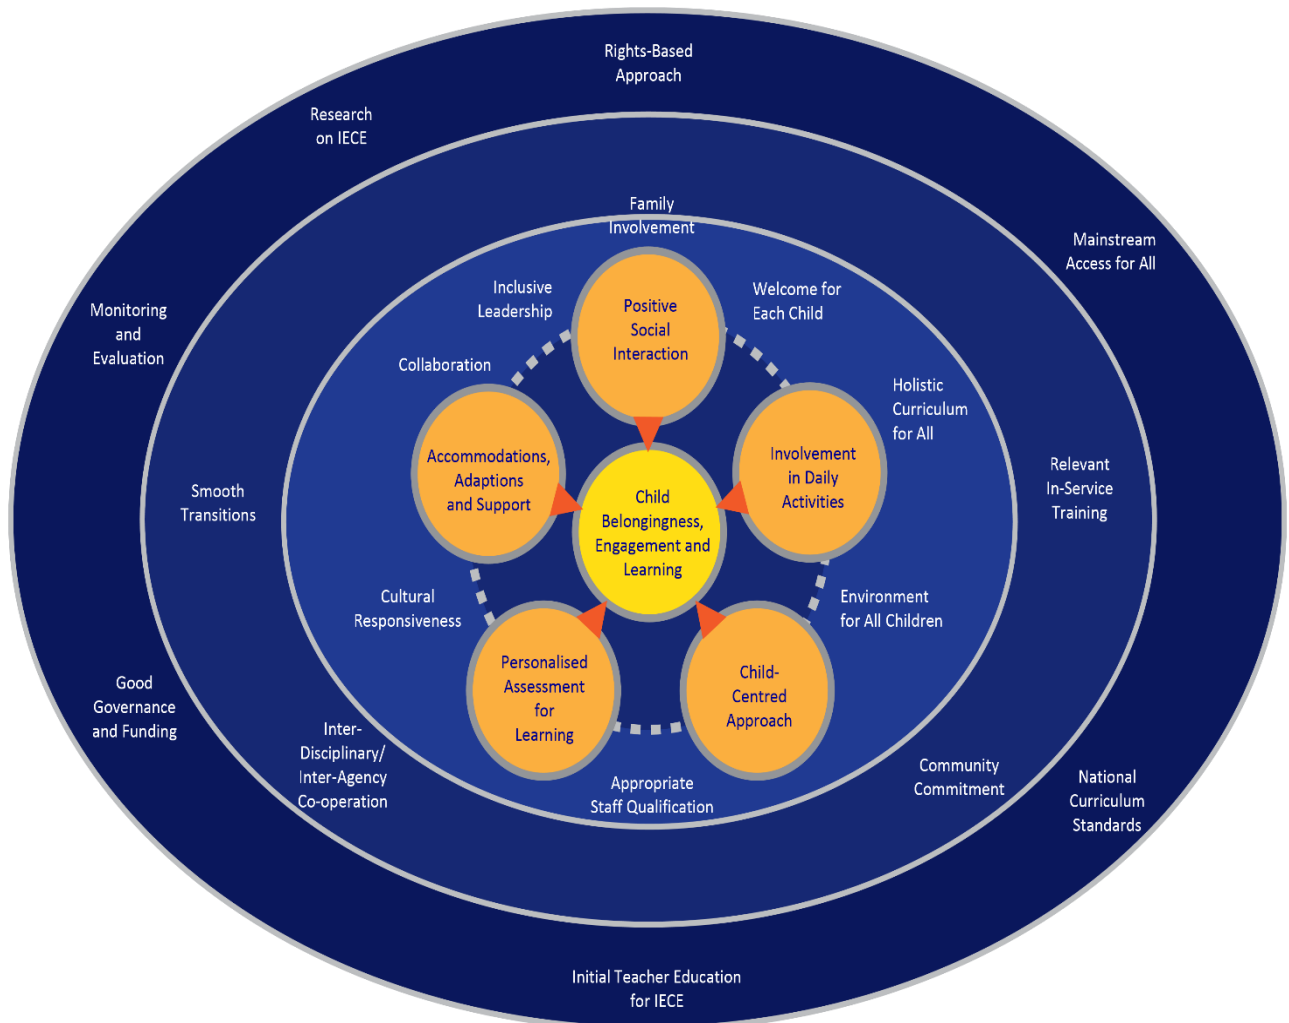 Rights-Based
Approach
Research
on IECE
Mainstream
Access for All
Monitoring
and
Evaluation
Good
Governance
and Funding
National
Curriculum
Standards
Initial Teacher Education
for IECE
Family
Involvement
Smooth
Transitions
Relevant
In-Service
Training
Inter-
Disciplinary/
Inter-Agency
Co-operation
Community
Commitment
Inclusive
Leadership
Welcome for
Each Child
Collaboration
Holistic
Curriculum
for All
Cultural
Responsiveness
Environment
for All Children
Appropriate
Staff Qualification
Positive
Social
Interaction
Accommodations,
Adaptions
and Support
Involvement
in Daily
Activities
Personalised
Assessment
for
Learning
Child-
Centred
Approach
Child
Belongingness,
Engagement and
Learning